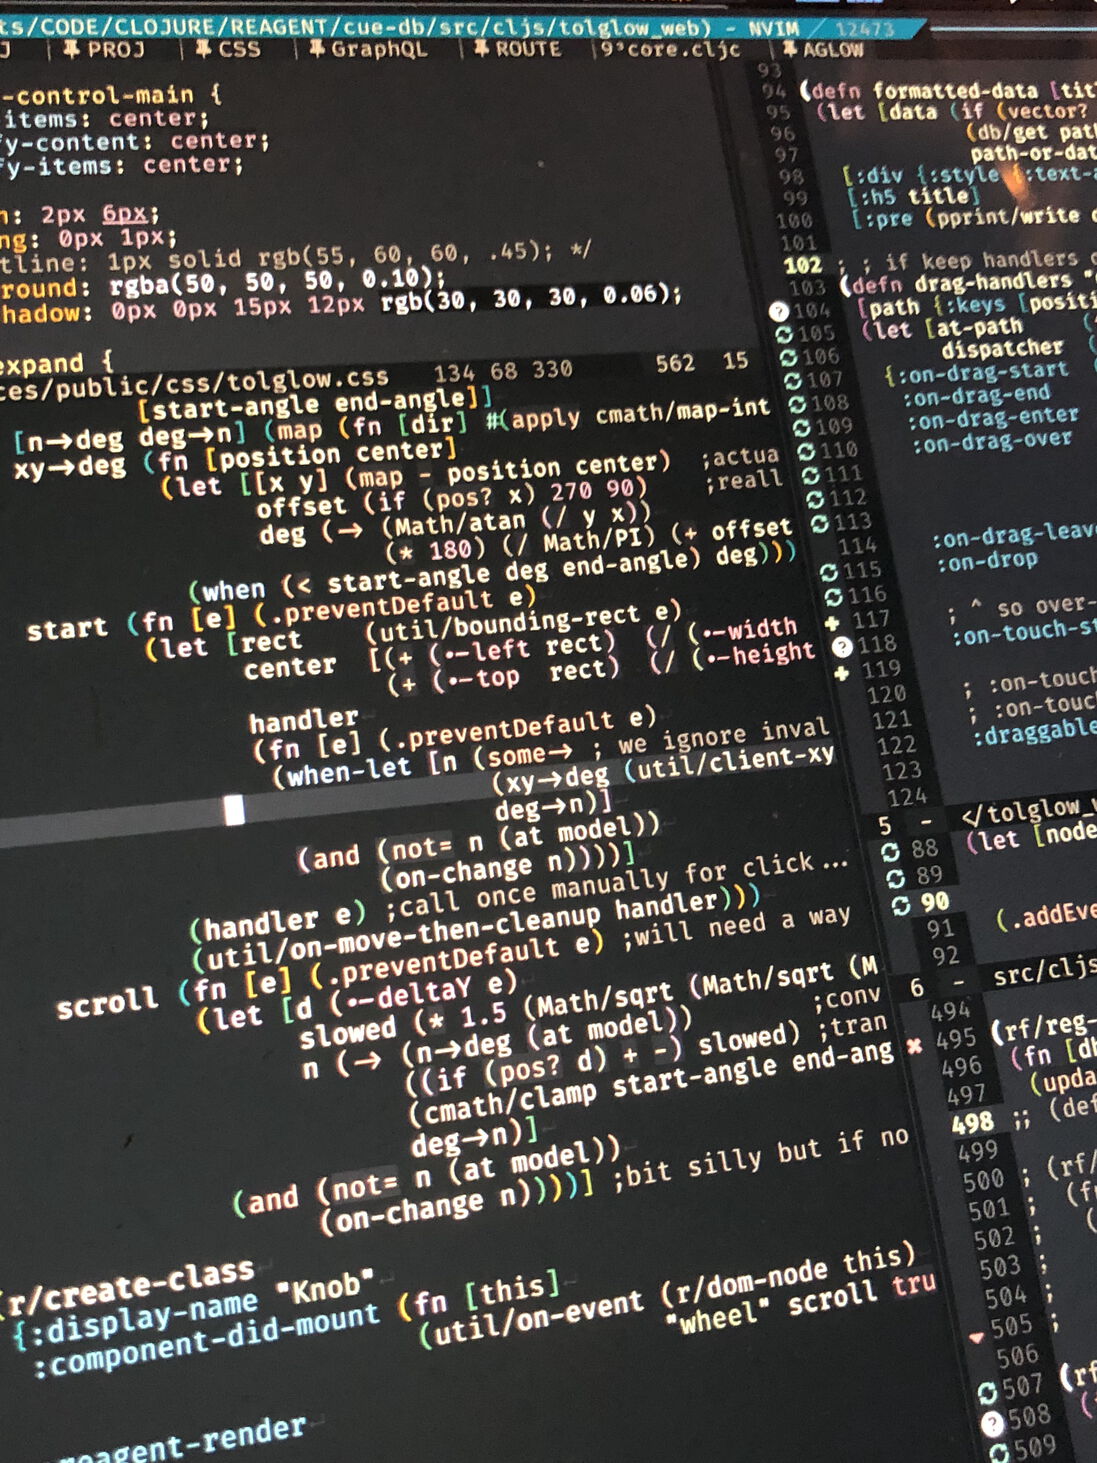 ts/CODE/CLOJURE/REAGENT/cue-db/src/cljs/tolglow_web) - NVIM 12473
J PROJ CSS GraphQL ROUTE 9³core.cljc AGLOW
-control-main {
items: center;
fy-content: center;
fy-items: center;
n: 2px 6px;
ng: 0px 1px;
tline: 1px solid rgb(55, 60, 60, .45); */
round: rgba(50, 50, 50, 0.10);
hadow: 0px 0px 15px 12px rgb(30, 30, 30, 0.06);
expand {
ces/public/css/tolglow.css 134 68 330 562 15
[start-angle end-angle]]
[n→deg deg→n] (map (fn [dir] #(apply cmath/map-int
xy→deg (fn [position center]
(let [[x y] (map - position center) ;actua
offset (if (pos? x) 270 90) ;reall
deg (→ (Math/atan (/ y x))
(* 180) (/ Math/PI) (+ offset
(when (< start-angle deg end-angle) deg)))
start (fn [e] (.preventDefault e)
(let [rect (util/bounding-rect e)
center [(+ (.-left rect) (/ (.-width
(+ (.-top rect) (/ (.-height
handler
(fn [e] (.preventDefault e)
(when-let [n (some→ ; we ignore inval
(xy→deg (util/client-xy
deg→n)]
(and (not= n (at model))
(on-change n))))]
(handler e) ;call once manually for click...
(util/on-move-then-cleanup handler)))
scroll (fn [e] (.preventDefault e) ;will need a way
(let [d (.-deltaY e)
slowed (* 1.5 (Math/sqrt (Math/sqrt (M
n (→ (n→deg (at model)) ;conv
((if (pos? d) + -) slowed) ;tran
(cmath/clamp start-angle end-ang
deg→n)]
(and (not= n (at model))
(on-change n))))] ;bit silly but if no
(r/create-class
{:display-name "Knob"
:component-did-mount (fn [this]
(util/on-event (r/dom-node this)
"wheel" scroll tru
reagent-render
93
94 (defn formatted-data [tit
95 (let [data (if (vector?
96 (db/get pat
97 path-or-dat
98 [:div {:style {:text-a
99 [:h5 title]
100 [:pre (pprint/write
101
102 ; ; if keep handlers
103 (defn drag-handlers "
104 [path {:keys [positi
105 (let [at-path
106 dispatcher
107 {:on-drag-start
108 :on-drag-end
109 :on-drag-enter
110 :on-drag-over
111
112
113
114 :on-drag-leave
115 :on-drop
116
117 ; ^ so over-
118 :on-touch-st
119
120 ; :on-touch
121 ; :on-touc
122 :draggable
123
124
5 - </tolglow_w
88 (let [node
89
90
91 (.addEve
92
6 - src/cljs
494
495 (rf/reg-
496 (fn [db
497 (upda
498 ;; (def
499
500 ; (rf/
501 ; (f
502 ; (
503 ;
504 ;
505 ;
506
507 (rf
508 (
509